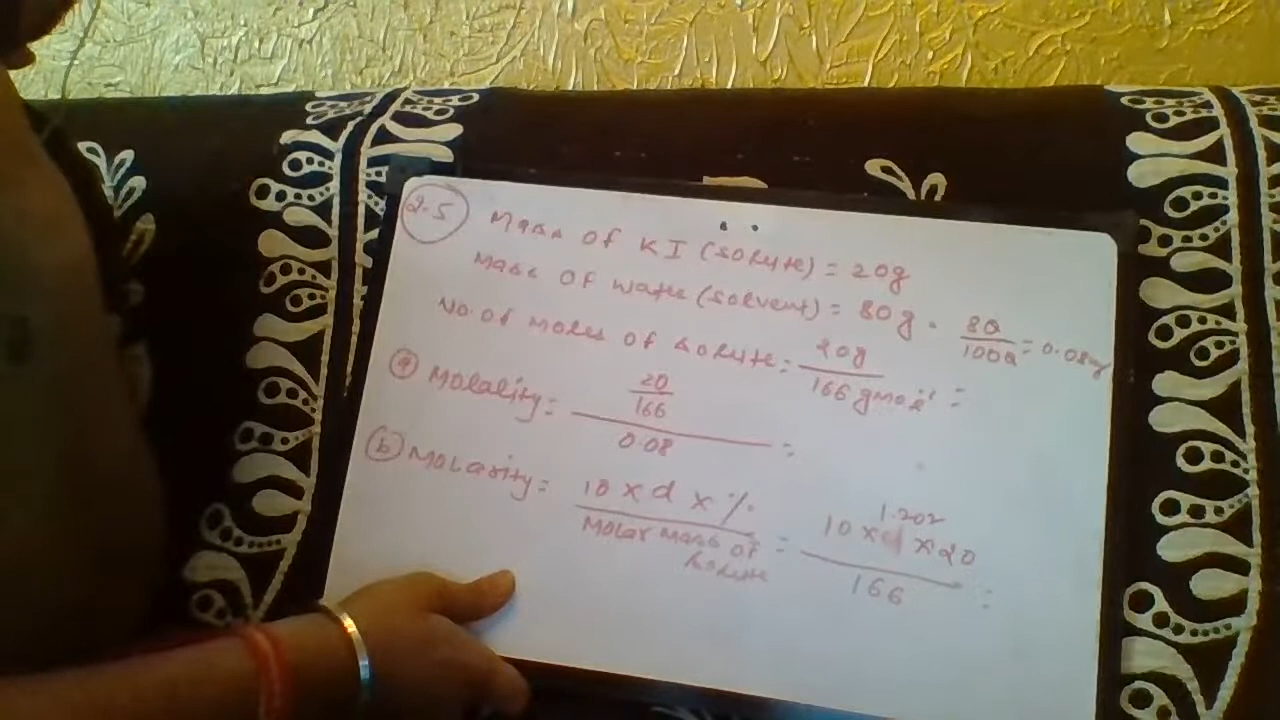 2.5 Mass of KI (solute) = 20g
Mass of water (solvent) = 80g. 80/1000 = 0.08kg
No. of moles of solute = 20g/166 gmol⁻¹ =
(a) Molality = 20/166 / 0.08 =
(b) Molarity = 10 x d x %/Molar mass of solute = 10 x 1.202 x 20/166 =